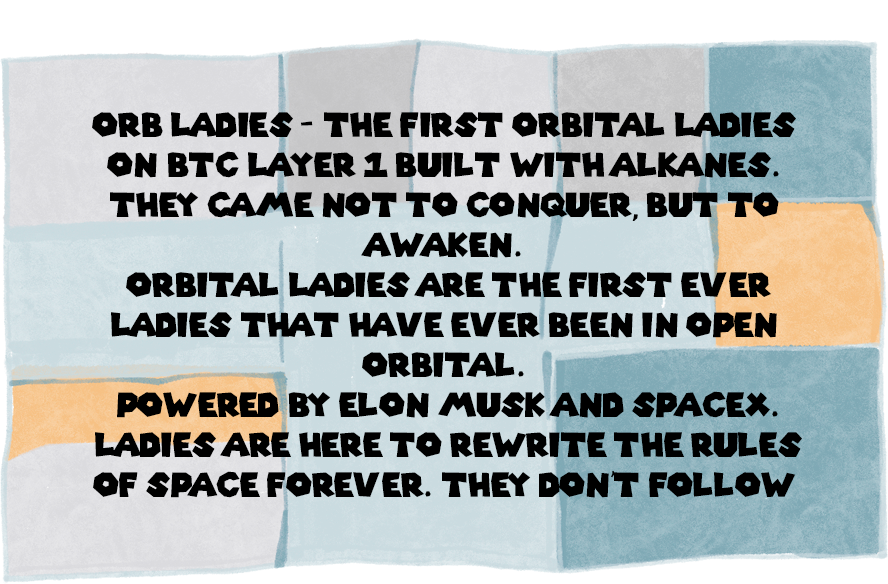 ORB LADIES - THE FIRST ORBITAL LADIES
ON BTC LAYER 1 BUILT WITH ALKANES.
THEY CAME NOT TO CONQUER, BUT TO
AWAKEN.
ORBITAL LADIES ARE THE FIRST EVER
LADIES THAT HAVE EVER BEEN IN OPEN
ORBITAL.
POWERED BY ELON MUSK AND SPACEX.
LADIES ARE HERE TO REWRITE THE RULES
OF SPACE FOREVER. THEY DON'T FOLLOW